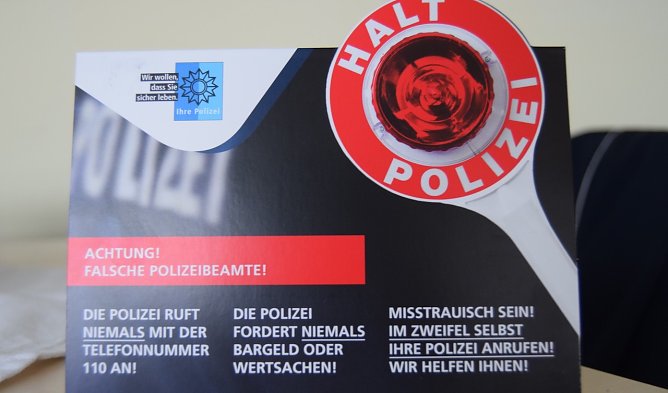 HALT
POLIZEI
Wir wollen,
dass Sie
sicher leben.
Ihre Polizei
POLIZEI
ACHTUNG!
FALSCHE POLIZEIBEAMTE!
DIE POLIZEI RUFT
NIEMALS MIT DER
TELEFONNUMMER
110 AN!
DIE POLIZEI
FORDERT NIEMALS
BARGELD ODER
WERTSACHEN!
MISSTRAUISCH SEIN!
IM ZWEIFEL SELBST
IHRE POLIZEI ANRUFEN!
WIR HELFEN IHNEN!